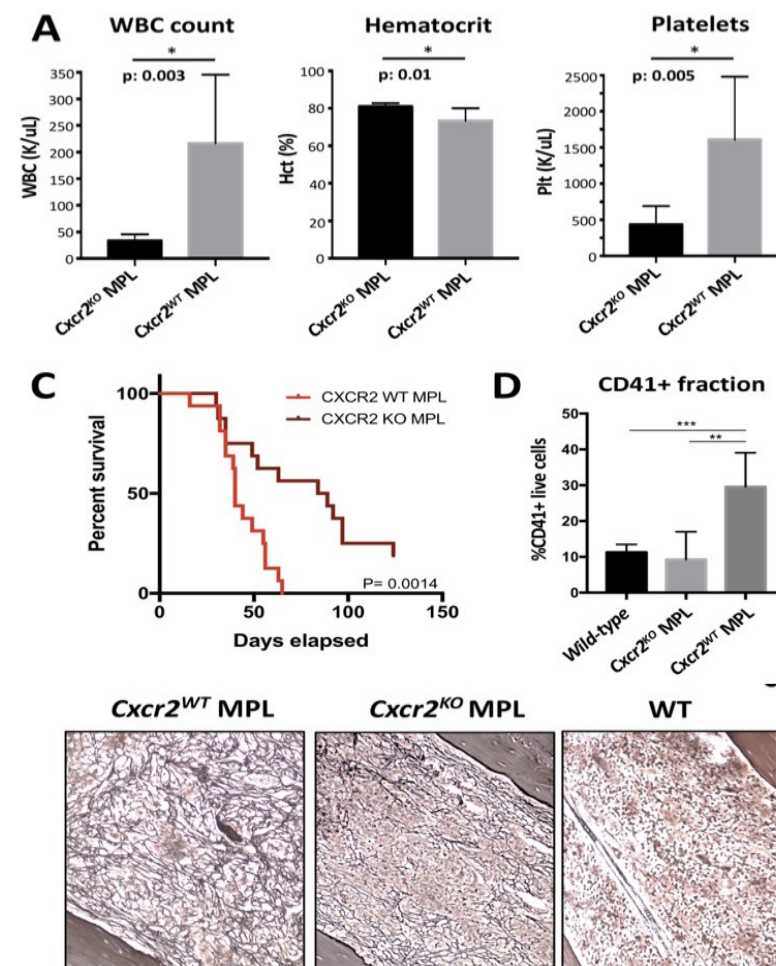 A
WBC count
*
p: 0.003
WBC (K/uL)
350
300
250
200
150
100
50
0
Cxcr2KO MPL
Cxcr2WT MPL
Hematocrit
*
p: 0.01
Hct (%)
100
80
60
40
20
0
Cxcr2KO MPL
Cxcr2WT MPL
Platelets
*
p: 0.005
Plt (K/uL)
2500
1500
1000
500
0
Cxcr2KO MPL
Cxcr2WT MPL
C
CXCR2 WT MPL
CXCR2 KO MPL
Percent survival
100
50
0
P= 0.0014
0 50 100 150
Days elapsed
D
CD41+ fraction
***
**
%CD41+ live cells
50
40
30
20
10
0
Wild-type
Cxcr2KO MPL
Cxcr2WT MPL
Cxcr2WT MPL
Cxcr2KO MPL
WT